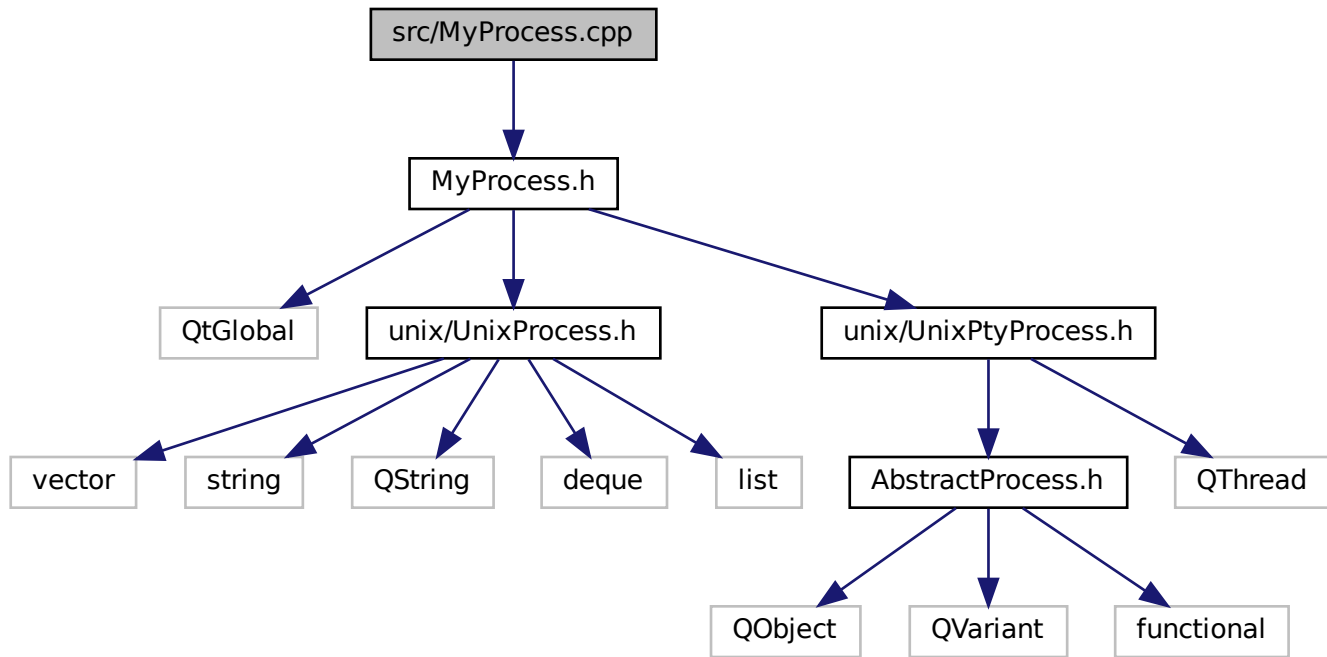 src/MyProcess.cpp
MyProcess.h
QtGlobal
unix/UnixProcess.h
unix/UnixPtyProcess.h
vector
string
QString
deque
list
AbstractProcess.h
QThread
QObject
QVariant
functional